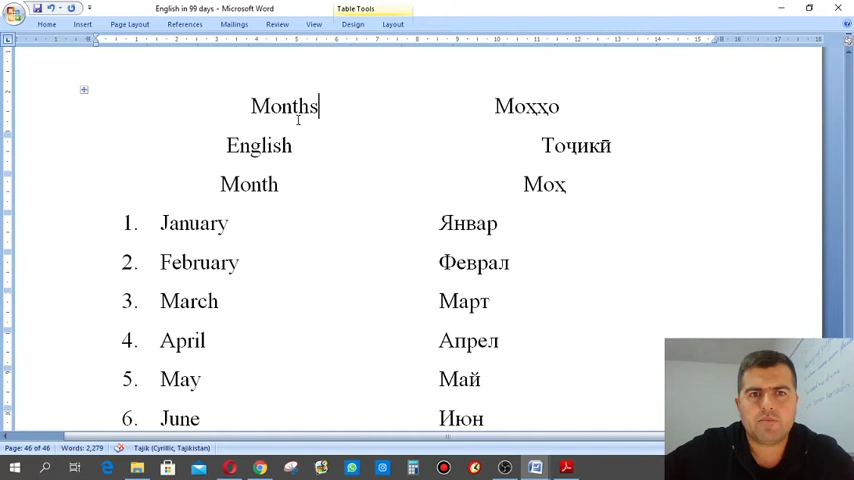 English in 99 days - Microsoft Word
Table Tools
Home Insert Page Layout References Mailings Review View Design Layout
Months Моҳҳо
English Тоҷикӣ
Month Моҳ
1. January Январ
2. February Феврал
3. March Март
4. April Апрел
5. May Май
6. June Июн
Page: 46 of 46 Words: 2,279 Tajik (Cyrillic, Tajikistan)